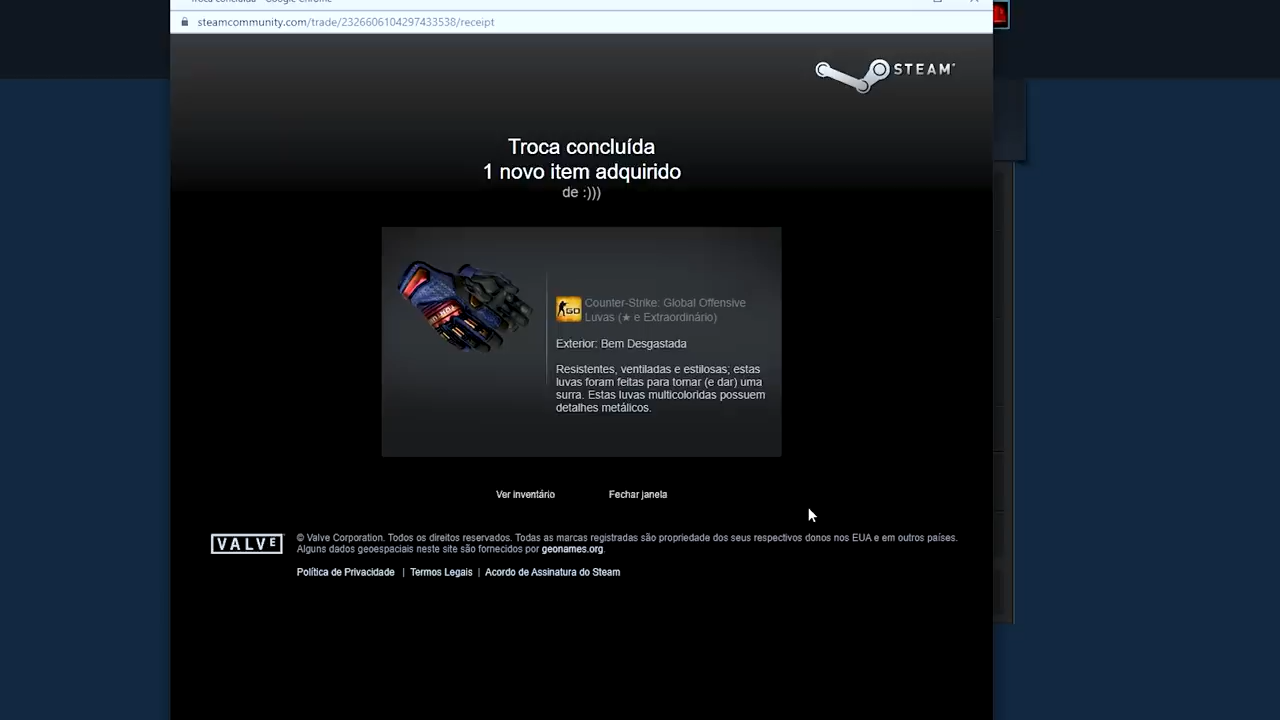 Troca concluída - Google Chrome
steamcommunity.com/trade/2326606104297433538/receipt
STEAM
Troca concluída
1 novo item adquirido
de :)))
Counter-Strike: Global Offensive
Luvas (★ e Extraordinário)
Exterior: Bem Desgastada
Resistentes, ventiladas e estilosas; estas
luvas foram feitas para tomar (e dar) uma
surra. Estas luvas multicoloridas possuem
detalhes metálicos.
Ver inventário Fechar janela
VALVE
© Valve Corporation. Todos os direitos reservados. Todas as marcas registradas são propriedade dos seus respectivos donos nos EUA e em outros países.
Alguns dados geoespaciais neste site são fornecidos por geonames.org.
Política de Privacidade | Termos Legais | Acordo de Assinatura do Steam